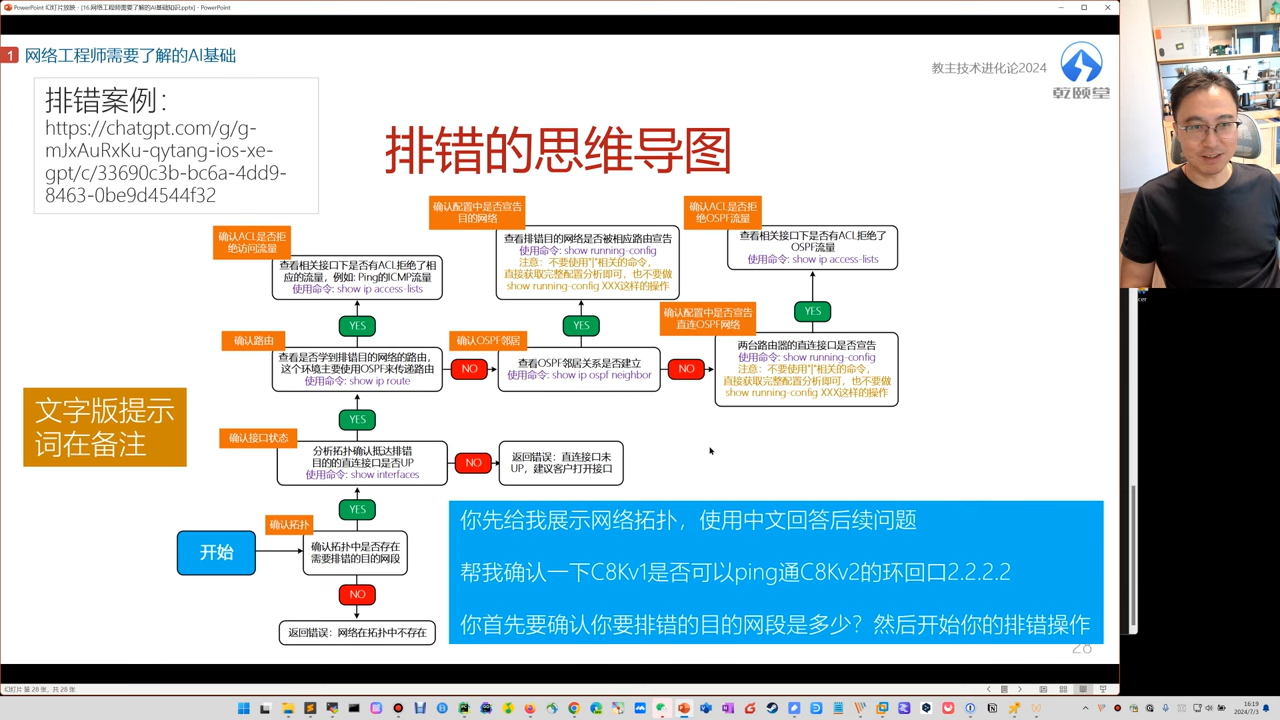 PowerPoint 幻灯片放映 - [16.网络工程师需要了解的AI基础知识.pptx] - PowerPoint
1 网络工程师需要了解的AI基础
教主技术进化论2024
乾颐堂
排错案例：
https://chatgpt.com/g/g-
mJxAuRxKu-qytang-ios-xe-
gpt/c/33690c3b-bc6a-4dd9-
8463-0be9d4544f32
排错的思维导图
确认ACL是否拒
绝访问流量
查看相关接口下是否有ACL拒绝了相
应的流量，例如: Ping的ICMP流量
使用命令: show ip access-lists
确认配置中是否宣告
目的网络
查看排错目的网络是否被相应路由宣告
使用命令: show running-config
注意：不要使用"|"相关的命令，
直接获取完整配置分析即可，也不要做
show running-config XXX这样的操作
确认ACL是否拒
绝OSPF流量
查看相关接口下是否有ACL拒绝了
OSPF流量
使用命令: show ip access-lists
YES
YES
YES
确认路由
查看是否学到排错目的网络的路由，
这个环境主要使用OSPF来传递路由
使用命令: show ip route
NO
确认OSPF邻居
查看OSPF邻居关系是否建立
使用命令: show ip ospf neighbor
NO
确认配置中是否宣告
直连OSPF网络
两台路由器的直连接口是否宣告
使用命令: show running-config
注意：不要使用"|"相关的命令，
直接获取完整配置分析即可，也不要做
show running-config XXX这样的操作
文字版提示
词在备注
YES
确认接口状态
分析拓扑确认抵达排错
目的的直连接口是否UP
使用命令: show interfaces
NO
返回错误：直连接口未
UP，建议客户打开接口
YES
确认拓扑
开始
确认拓扑中是否存在
需要排错的目的网段
NO
返回错误：网络在拓扑中不存在
你先给我展示网络拓扑，使用中文回答后续问题
帮我确认一下C8Kv1是否可以ping通C8Kv2的环回口2.2.2.2
你首先要确认你要排错的目的网段是多少？然后开始你的排错操作
28
幻灯片 第 28 张，共 28 张
16:19
2024/7/3